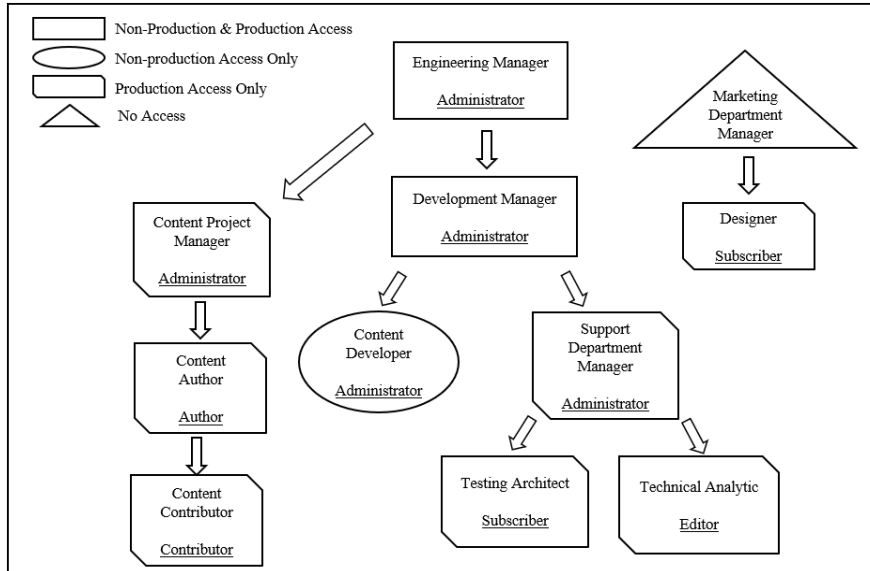 Non-Production & Production Access
Non-production Access Only
Production Access Only
No Access
Engineering Manager
Administrator
Marketing
Department
Manager
Development Manager
Administrator
Content Project
Manager
Administrator
Designer
Subscriber
Content
Developer
Administrator
Support
Department
Manager
Administrator
Content
Author
Author
Testing Architect
Subscriber
Technical Analytic
Editor
Content
Contributor
Contributor